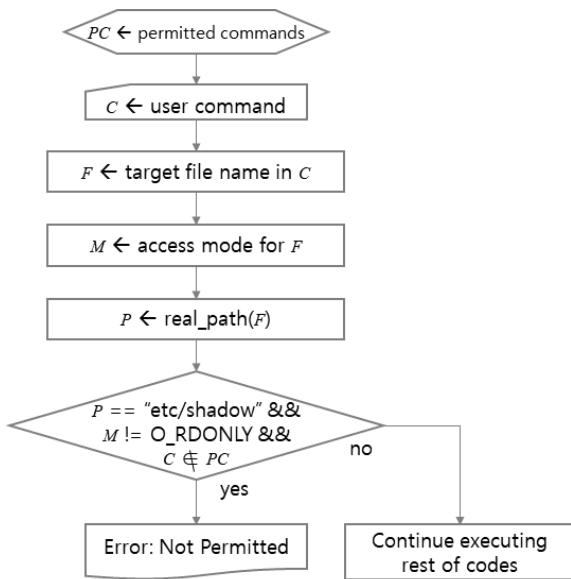 PC ← permitted commands
C ← user command
F ← target file name in C
M ← access mode for F
P ← real_path(F)
P == “etc/shadow” &&
M != O_RDONLY &&
C ∉ PC
no
yes
Error: Not Permitted
Continue executing
rest of codes